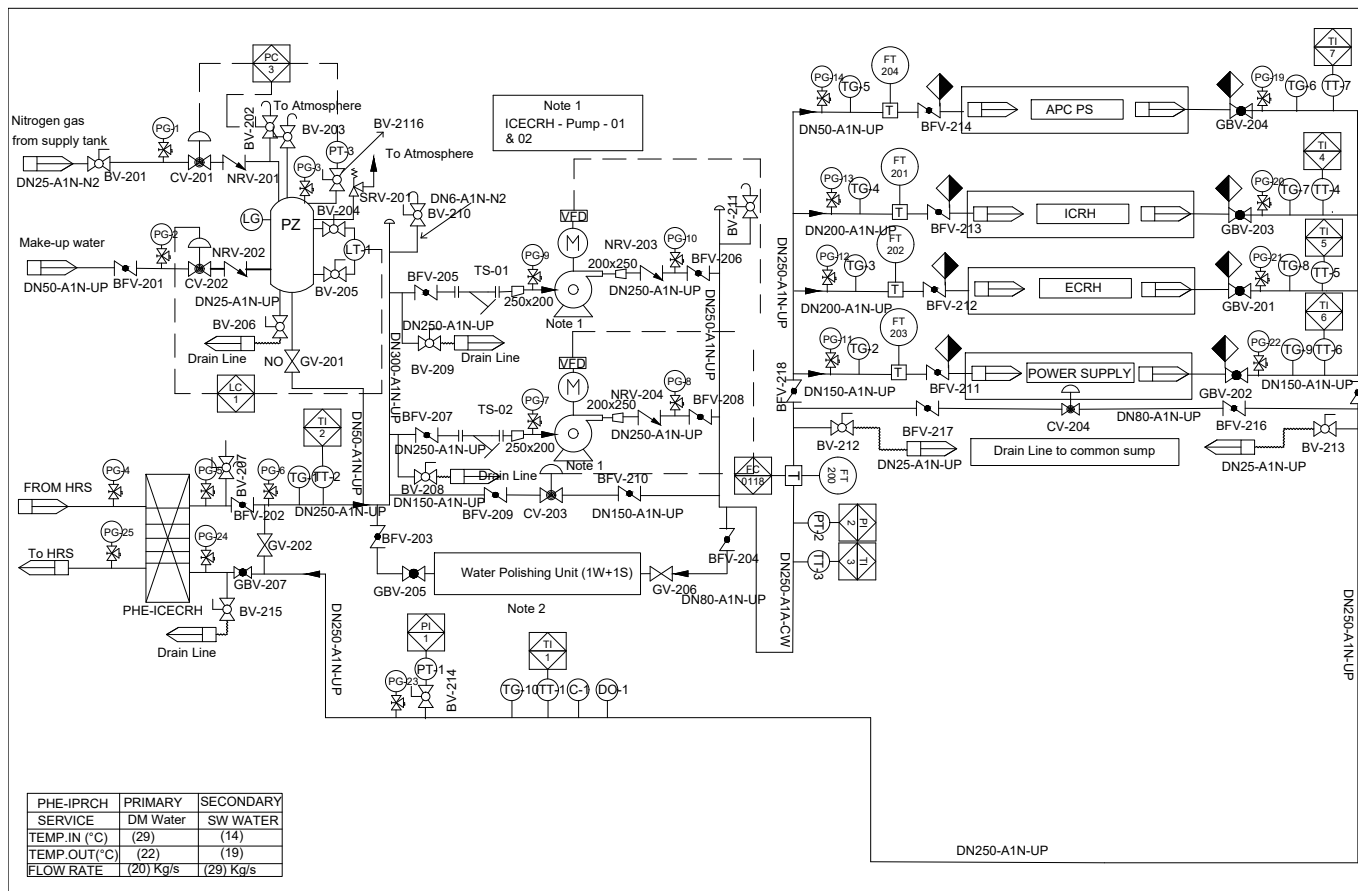 PC
3
To Atmosphere
BV-202
BV-203
BV-2116
Note 1
ICECRH - Pump - 01
& 02
Nitrogen gas
from supply tank
PG-1
DN25-A1N-N2
BV-201
CV-201
NRV-201
PG-3
PT-3
To Atmosphere
SRV-201
BV-204
DN6-A1N-N2
BV-210
LG
PZ
LT-1
Make-up water
PG-2
NRV-202
DN50-A1N-UP
BFV-201
CV-202
DN25-A1N-UP
BV-205
BV-206
Drain Line
NO
GV-201
LC
1
DN50-A1N-UP
DN300-A1N-UP
BFV-205
TS-01
PG-9
250x200
VFD
M
200x250
NRV-203
PG-10
BFV-206
DN250-A1N-UP
BV-211
Note 1
DN250-A1N-UP
Drain Line
BV-209
DN250-A1N-UP
VFD
M
BFV-207
TS-02
PG-7
250x200
200x250
NRV-204
PG-8
BFV-208
DN250-A1N-UP
DN250-A1N-UP
Note 1
Drain Line
BV-208
DN150-A1N-UP
BFV-209
CV-203
BFV-210
DN150-A1N-UP
TI
2
PG-4
PG-5
BV-207
PG-6
TG-1
TT-2
FROM HRS
BFV-202
DN250-A1N-UP
PG-25
PG-24
GV-202
To HRS
GBV-207
PHE-ICECRH
BV-215
Drain Line
DN250-A1N-UP
BFV-203
GBV-205
Water Polishing Unit (1W+1S)
GV-206
BFV-204
DN80-A1N-UP
Note 2
FC
0118
FT
200
PT-2
PI
2
TT-3
TI
3
DN250-A1A-CW
PI
1
PT-1
PG-23
BV-214
TI
1
TG-10
TT-1
C-1
DO-1
PG-14
TG-5
FT
204
T
DN50-A1N-UP
BFV-214
APC PS
PG-19
TG-6
TT-7
TI
7
GBV-204
PG-13
TG-4
FT
201
T
DN200-A1N-UP
BFV-213
ICRH
PG-20
TG-7
TT-4
TI
4
GBV-203
DN250-A1N-UP
PG-12
TG-3
FT
202
T
DN200-A1N-UP
BFV-212
ECRH
PG-21
TG-8
TT-5
TI
5
GBV-201
PG-11
TG-2
FT
203
T
DN150-A1N-UP
BFV-211
POWER SUPPLY
PG-22
TG-9
TT-6
TI
6
GBV-202
DN150-A1N-UP
BFV-218
BFV-217
CV-204
DN80-A1N-UP
BFV-216
BV-212
DN25-A1N-UP
Drain Line to common sump
BV-213
DN25-A1N-UP
DN250-A1N-UP
DN250-A1N-UP
PHE-IPRCH PRIMARY SECONDARY
SERVICE DM Water SW WATER
TEMP.IN (°C) (29) (14)
TEMP.OUT(°C) (22) (19)
FLOW RATE (20) Kg/s (29) Kg/s